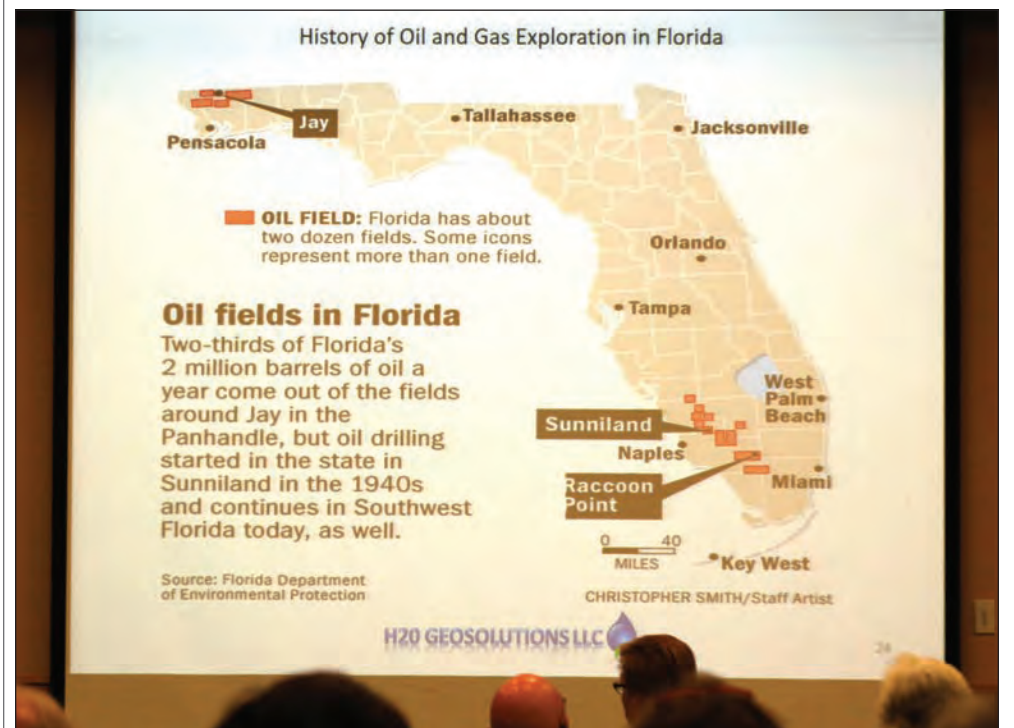 History of Oil and Gas Exploration in Florida
Jay
Tallahassee
Jacksonville
Pensacola
OIL FIELD: Florida has about
two dozen fields. Some icons
represent more than one field.
Orlando
Tampa
Oil fields in Florida
Two-thirds of Florida's
2 million barrels of oil a
year come out of the fields
around Jay in the
Panhandle, but oil drilling
started in the state in
Sunniland in the 1940s
and continues in Southwest
Florida today, as well.
West
Palm
Beach
Sunniland
Naples
Raccoon
Point
Miami
0 40
MILES
Key West
Source: Florida Department
of Environmental Protection
CHRISTOPHER SMITH/Staff Artist
H20 GEOSOLUTIONS LLC
24